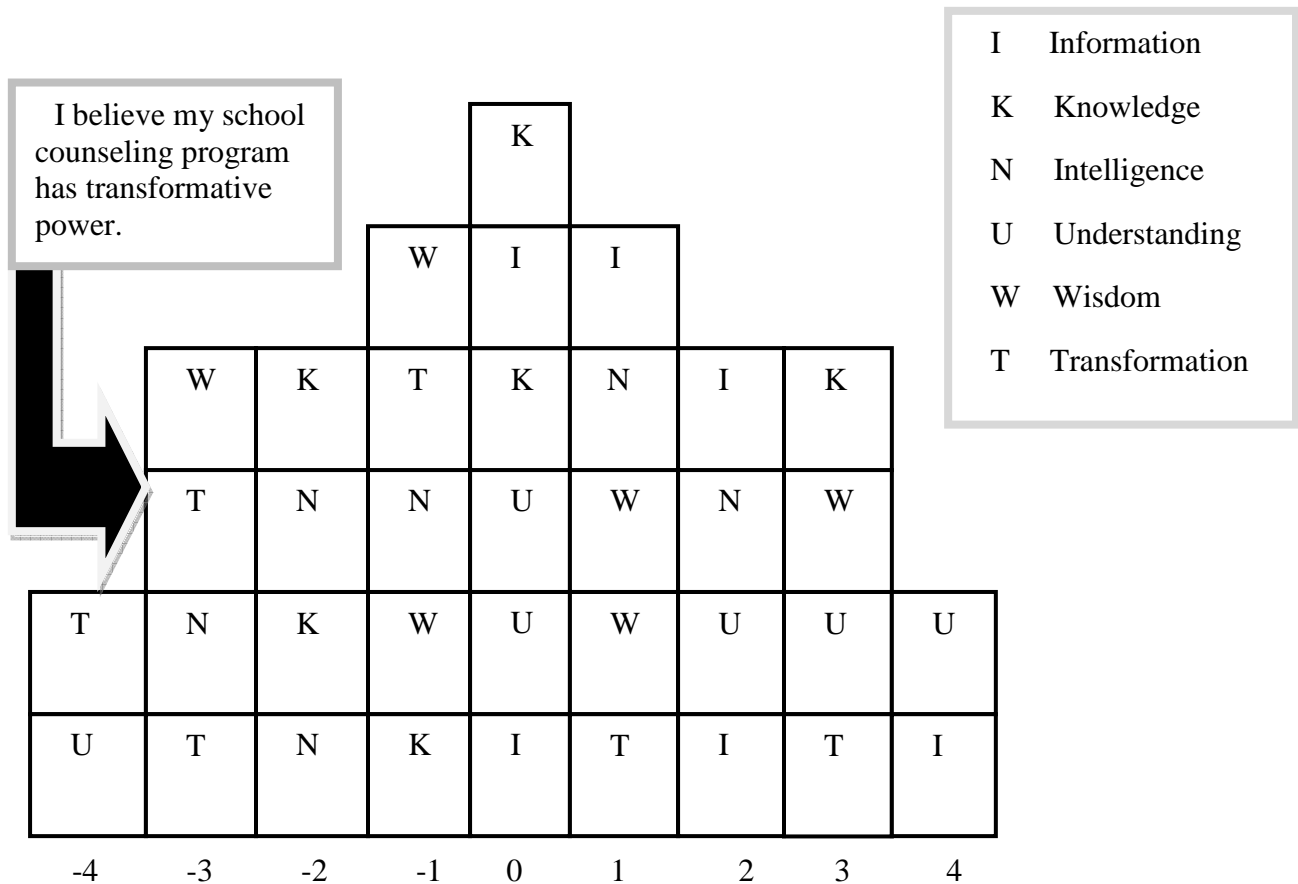 I Information
K Knowledge
N Intelligence
U Understanding
W Wisdom
T Transformation
I believe my school
counseling program
has transformative
power.
K
W I I
W K T K N I K
T N N U W N W
T N K W U W U U U
U T N K I T I T I
-4 -3 -2 -1 0 1 2 3 4